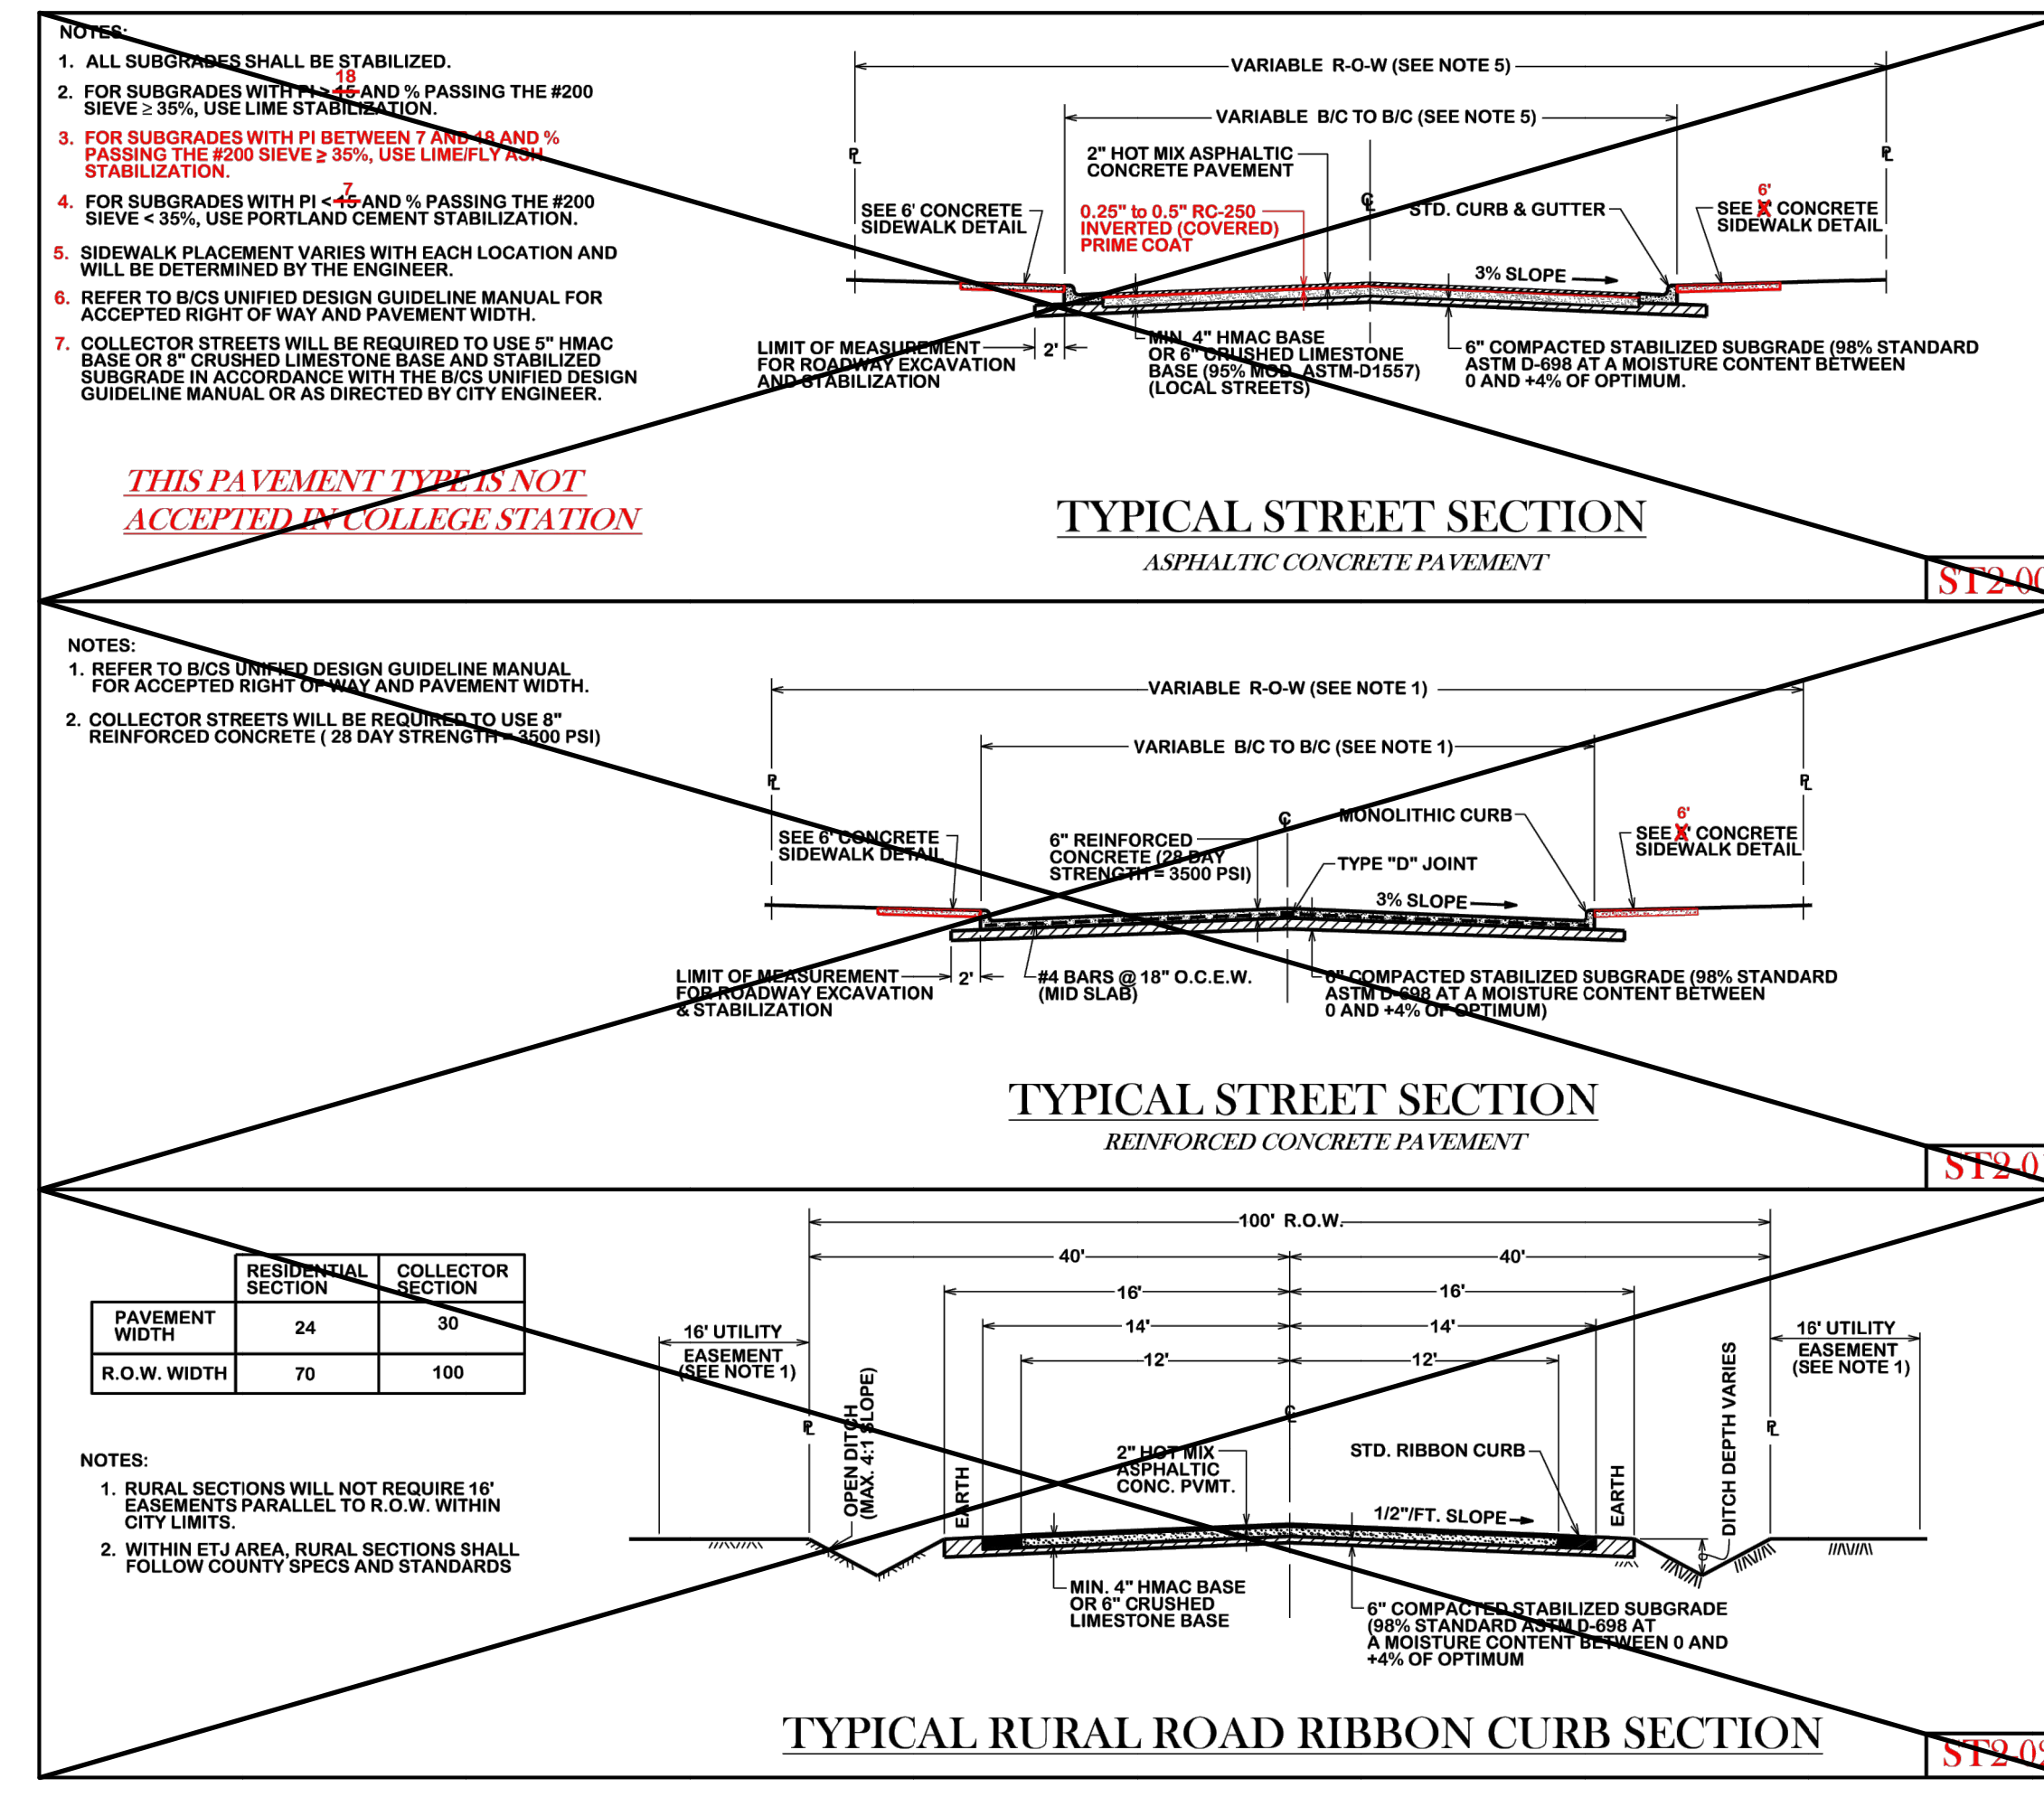 NOTES:
1. ALL SUBGRADES SHALL BE STABILIZED.
18
2. FOR SUBGRADES WITH PI > 15 AND % PASSING THE #200
SIEVE ≥ 35%, USE LIME STABILIZATION.
3. FOR SUBGRADES WITH PI BETWEEN 7 AND 18 AND %
PASSING THE #200 SIEVE ≥ 35%, USE LIME/FLY ASH
STABILIZATION.
7
4. FOR SUBGRADES WITH PI < 15 AND % PASSING THE #200
SIEVE < 35%, USE PORTLAND CEMENT STABILIZATION.
5. SIDEWALK PLACEMENT VARIES WITH EACH LOCATION AND
WILL BE DETERMINED BY THE ENGINEER.
6. REFER TO B/CS UNIFIED DESIGN GUIDELINE MANUAL FOR
ACCEPTED RIGHT OF WAY AND PAVEMENT WIDTH.
7. COLLECTOR STREETS WILL BE REQUIRED TO USE 5" HMAC
BASE OR 8" CRUSHED LIMESTONE BASE AND STABILIZED
SUBGRADE IN ACCORDANCE WITH THE B/CS UNIFIED DESIGN
GUIDELINE MANUAL OR AS DIRECTED BY CITY ENGINEER.
THIS PAVEMENT TYPE IS NOT
ACCEPTED IN COLLEGE STATION
VARIABLE R-O-W (SEE NOTE 5)
VARIABLE B/C TO B/C (SEE NOTE 5)
PL
2" HOT MIX ASPHALTIC
CONCRETE PAVEMENT
PL
CL
SEE 6' CONCRETE
SIDEWALK DETAIL
0.25" to 0.5" RC-250
INVERTED (COVERED)
PRIME COAT
STD. CURB & GUTTER
6'
SEE CONCRETE
SIDEWALK DETAIL
3% SLOPE
LIMIT OF MEASUREMENT
FOR ROADWAY EXCAVATION
AND STABILIZATION
2'
MIN. 4" HMAC BASE
OR 6" CRUSHED LIMESTONE
BASE (95% MOD. ASTM-D1557)
(LOCAL STREETS)
6" COMPACTED STABILIZED SUBGRADE (98% STANDARD
ASTM D-698 AT A MOISTURE CONTENT BETWEEN
0 AND +4% OF OPTIMUM.
TYPICAL STREET SECTION
ASPHALTIC CONCRETE PAVEMENT
ST2-00
NOTES:
1. REFER TO B/CS UNIFIED DESIGN GUIDELINE MANUAL
FOR ACCEPTED RIGHT OF WAY AND PAVEMENT WIDTH.
2. COLLECTOR STREETS WILL BE REQUIRED TO USE 8"
REINFORCED CONCRETE ( 28 DAY STRENGTH = 3500 PSI)
VARIABLE R-O-W (SEE NOTE 1)
VARIABLE B/C TO B/C (SEE NOTE 1)
PL
PL
CL
SEE 6' CONCRETE
SIDEWALK DETAIL
6" REINFORCED
CONCRETE (28 DAY
STRENGTH = 3500 PSI)
MONOLITHIC CURB
TYPE "D" JOINT
6'
SEE CONCRETE
SIDEWALK DETAIL
3% SLOPE
LIMIT OF MEASUREMENT
FOR ROADWAY EXCAVATION
& STABILIZATION
2'
#4 BARS @ 18" O.C.E.W.
(MID SLAB)
6" COMPACTED STABILIZED SUBGRADE (98% STANDARD
ASTM D-698 AT A MOISTURE CONTENT BETWEEN
0 AND +4% OF OPTIMUM)
TYPICAL STREET SECTION
REINFORCED CONCRETE PAVEMENT
ST2-0
RESIDENTIAL SECTION COLLECTOR SECTION
PAVEMENT WIDTH 24 30
R.O.W. WIDTH 70 100
NOTES:
1. RURAL SECTIONS WILL NOT REQUIRE 16'
EASEMENTS PARALLEL TO R.O.W. WITHIN
CITY LIMITS.
2. WITHIN ETJ AREA, RURAL SECTIONS SHALL
FOLLOW COUNTY SPECS AND STANDARDS
100' R.O.W.
40' 40'
16' 16'
14' 14'
12' 12'
16' UTILITY
EASEMENT
(SEE NOTE 1)
16' UTILITY
EASEMENT
(SEE NOTE 1)
PL
OPEN DITCH
(MAX. 4:1 SLOPE)
EARTH
CL
2" HOT MIX
ASPHALTIC
CONC. PVMT.
STD. RIBBON CURB
EARTH
DITCH DEPTH VARIES
PL
1/2"/FT. SLOPE
MIN. 4" HMAC BASE
OR 6" CRUSHED
LIMESTONE BASE
6" COMPACTED STABILIZED SUBGRADE
(98% STANDARD ASTM D-698 AT
A MOISTURE CONTENT BETWEEN 0 AND
+4% OF OPTIMUM
TYPICAL RURAL ROAD RIBBON CURB SECTION
ST2-02